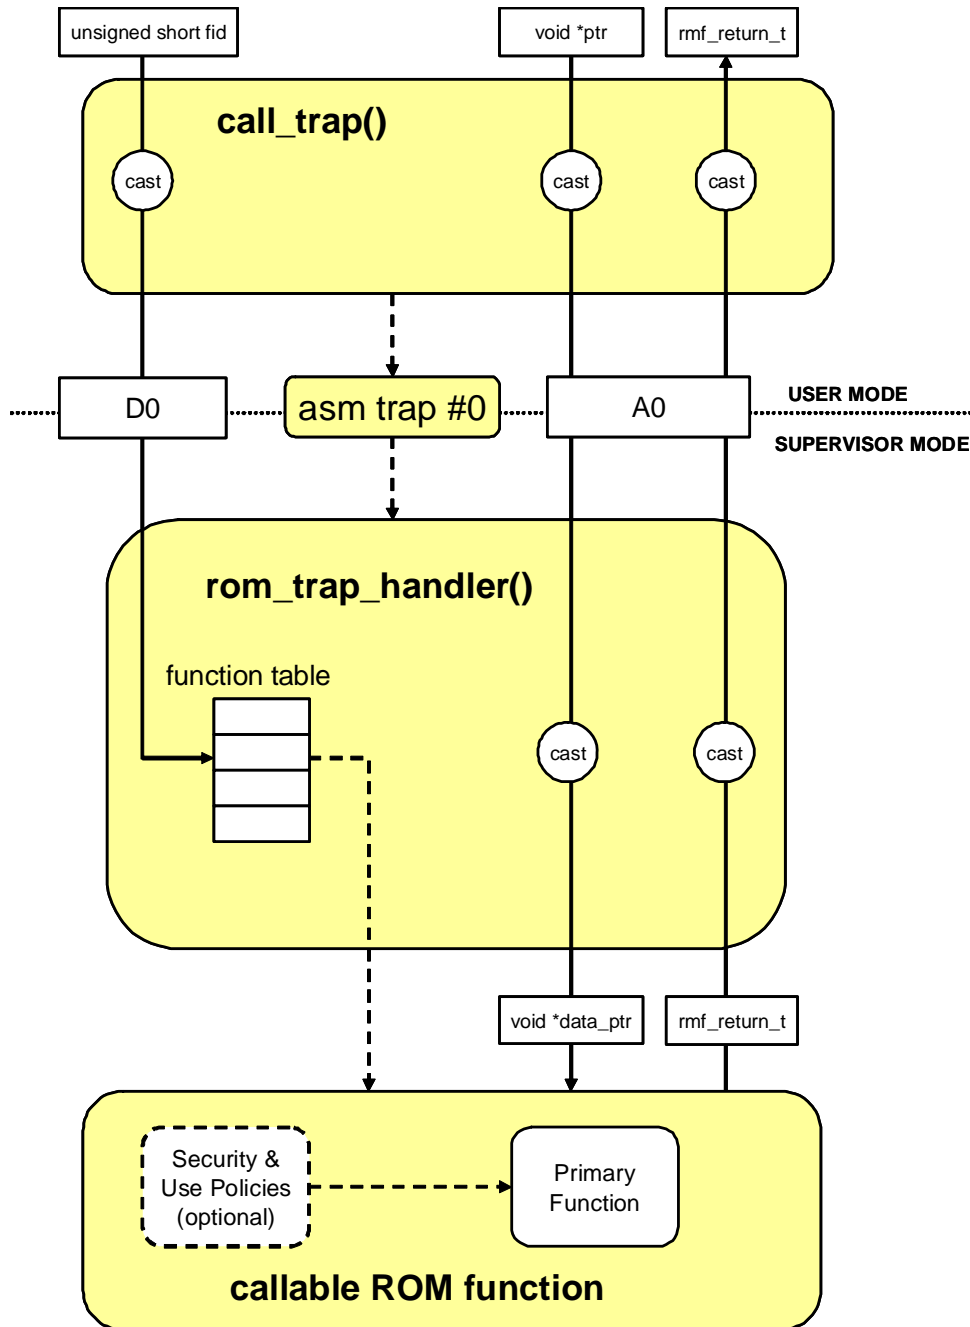 unsigned short fid
void *ptr
rmf_return_t
call_trap()
cast
cast
cast
D0
asm trap #0
A0
USER MODE
SUPERVISOR MODE
rom_trap_handler()
function table
cast
cast
void *data_ptr
rmf_return_t
Security &
Use Policies
(optional)
Primary
Function
callable ROM function